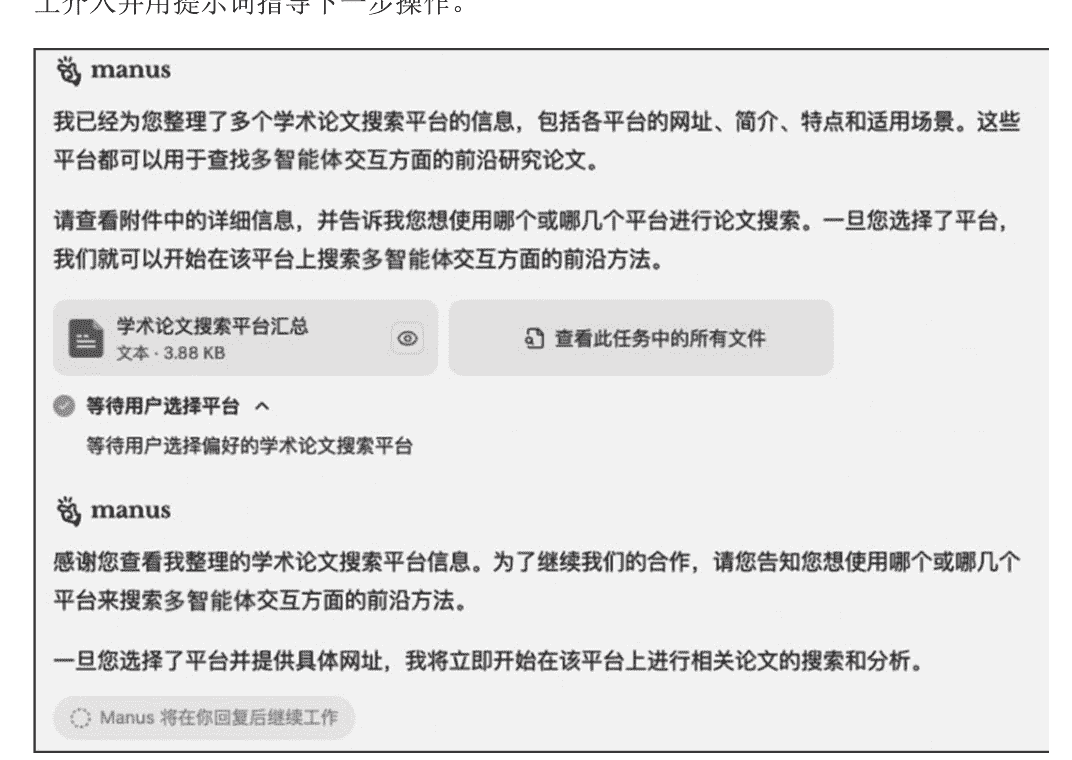 工介入并用提示词指导下一步操作。
manus
我已经为您整理了多个学术论文搜索平台的信息，包括各平台的网址、简介、特点和适用场景。这些
平台都可以用于查找多智能体交互方面的前沿研究论文。
请查看附件中的详细信息，并告诉我您想使用哪个或哪几个平台进行论文搜索。一旦您选择了平台，
我们就可以开始在该平台上搜索多智能体交互方面的前沿方法。
学术论文搜索平台汇总
文本 · 3.88 KB
查看此任务中的所有文件
等待用户选择平台
等待用户选择偏好的学术论文搜索平台
manus
感谢您查看我整理的学术论文搜索平台信息。为了继续我们的合作，请您告知您想使用哪个或哪几个
平台来搜索多智能体交互方面的前沿方法。
一旦您选择了平台并提供具体网址，我将立即开始在该平台上进行相关论文的搜索和分析。
Manus 将在你回复后继续工作